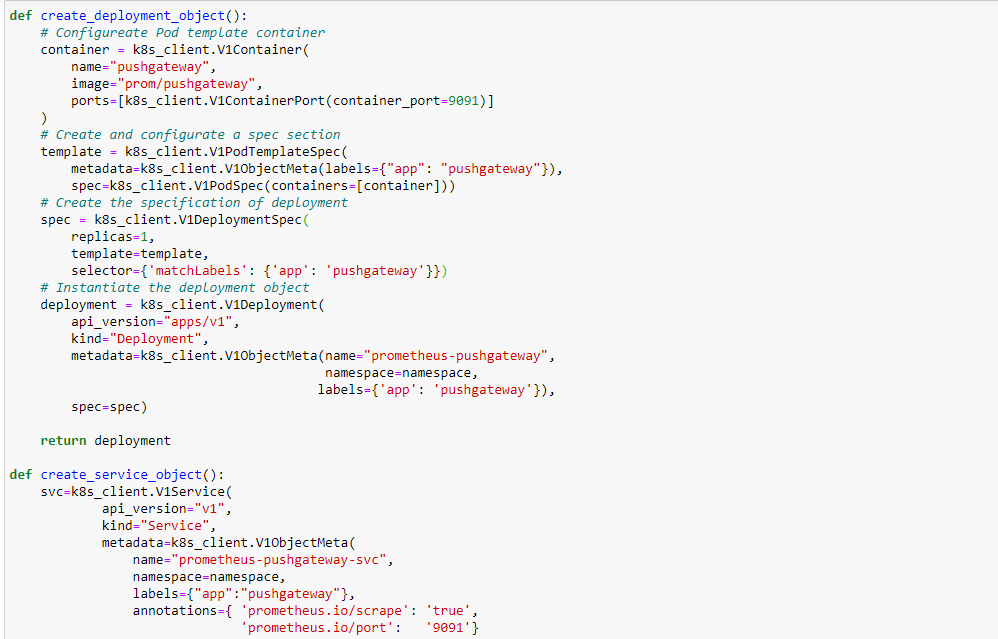 def create_deployment_object():
    # Configureate Pod template container
    container = k8s_client.V1Container(
        name="pushgateway",
        image="prom/pushgateway",
        ports=[k8s_client.V1ContainerPort(container_port=9091)]
    )
    # Create and configurate a spec section
    template = k8s_client.V1PodTemplateSpec(
        metadata=k8s_client.V1ObjectMeta(labels={"app": "pushgateway"}),
        spec=k8s_client.V1PodSpec(containers=[container]))
    # Create the specification of deployment
    spec = k8s_client.V1DeploymentSpec(
        replicas=1,
        template=template,
        selector={'matchLabels': {'app': 'pushgateway'}})
    # Instantiate the deployment object
    deployment = k8s_client.V1Deployment(
        api_version="apps/v1",
        kind="Deployment",
        metadata=k8s_client.V1ObjectMeta(name="prometheus-pushgateway",
                                         namespace=namespace,
                                        labels={'app': 'pushgateway'}),
        spec=spec)

    return deployment

def create_service_object():
    svc=k8s_client.V1Service(
            api_version="v1",
            kind="Service",
            metadata=k8s_client.V1ObjectMeta(
                name="prometheus-pushgateway-svc",
                namespace=namespace,
                labels={"app":"pushgateway"},
                annotations={ 'prometheus.io/scrape': 'true',
                              'prometheus.io/port':   '9091'}